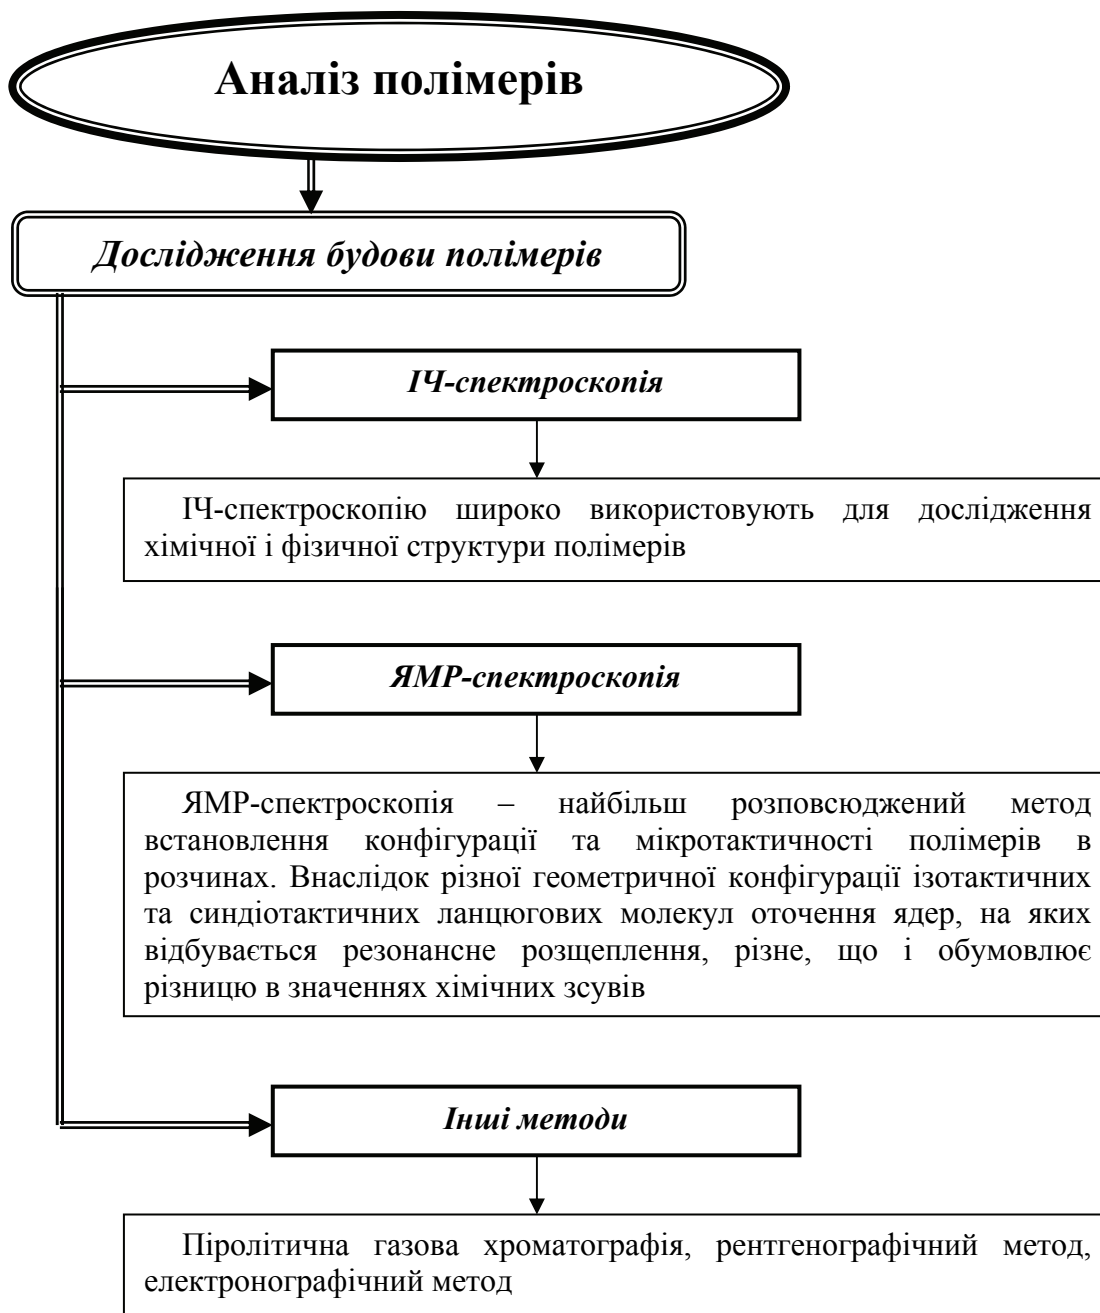 Аналіз полімерів
Дослідження будови полімерів
ІЧ-спектроскопія
ІЧ-спектроскопію широко використовують для дослідження
хімічної і фізичної структури полімерів
ЯМР-спектроскопія
ЯМР-спектроскопія – найбільш розповсюджений метод
встановлення конфігурації та мікротактичності полімерів в
розчинах. Внаслідок різної геометричної конфігурації ізотактичних
та синдіотактичних ланцюгових молекул оточення ядер, на яких
відбувається резонансне розщеплення, різне, що і обумовлює
різницю в значеннях хімічних зсувів
Інші методи
Піролітична газова хроматографія, рентгенографічний метод,
електронографічний метод